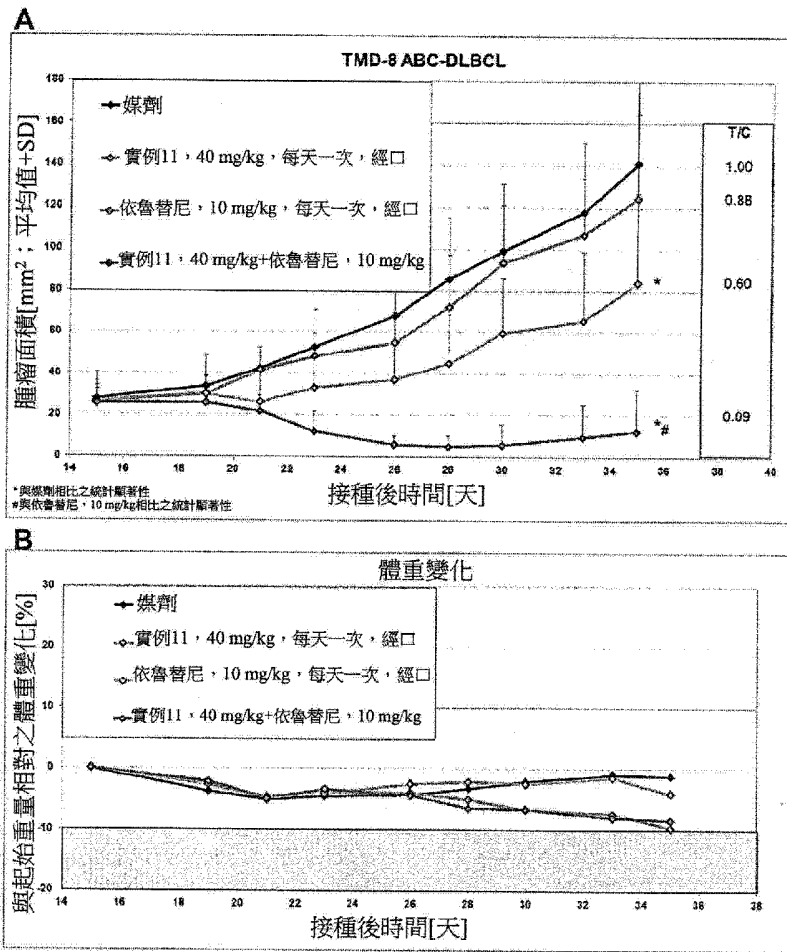 A
TMD-8 ABC-DLBCL
180
160
140
120
100
80
60
40
20
0
腫瘤面積[mm²；平均值+SD]
媒劑
實例11，40 mg/kg，每天一次，經口
依魯替尼，10 mg/kg，每天一次，經口
實例11，40 mg/kg+依魯替尼，10 mg/kg
T/C
1.00
0.88
0.60
0.09
*
*#
14 16 18 20 22 24 26 28 30 32 34 36 38 40
接種後時間[天]
*與媒劑相比之統計顯著性
#與依魯替尼，10 mg/kg相比之統計顯著性
B
體重變化
30
20
10
0
-10
-20
與起始重量相對之體重變化[%]
媒劑
實例11，40 mg/kg，每天一次，經口
依魯替尼，10 mg/kg，每天一次，經口
實例11，40 mg/kg+依魯替尼，10 mg/kg
14 16 18 20 22 24 26 28 30 32 34 36 38
接種後時間[天]